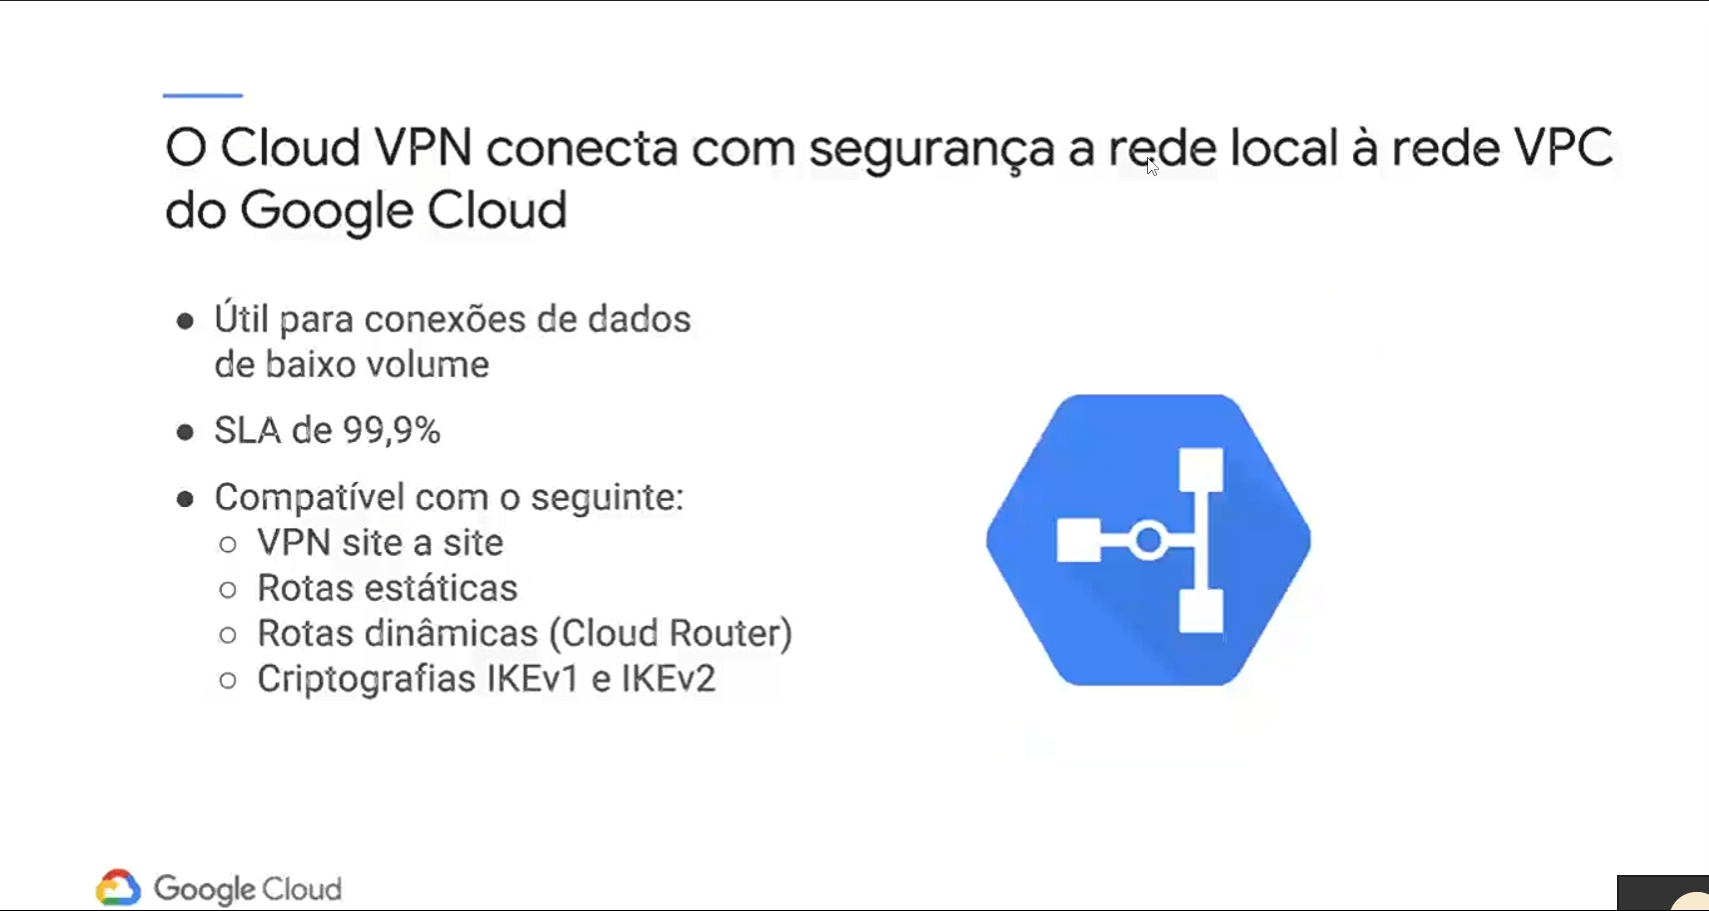 O Cloud VPN conecta com segurança a rede local à rede VPC
do Google Cloud
● Útil para conexões de dados
de baixo volume
● SLA de 99,9%
● Compatível com o seguinte:
○ VPN site a site
○ Rotas estáticas
○ Rotas dinâmicas (Cloud Router)
○ Criptografias IKEv1 e IKEv2
Google Cloud